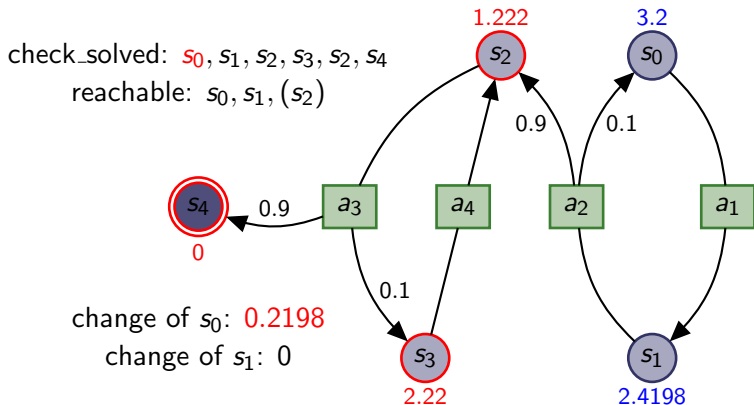 1.222
3.2
check_solved: s₀, s₁, s₂, s₃, s₂, s₄
s₂
s₀
reachable: s₀, s₁, (s₂)
0.9
0.1
s₄
0.9
a₃
a₄
a₂
a₁
0
0.1
change of s₀: 0.2198
change of s₁: 0
s₃
s₁
2.22
2.4198